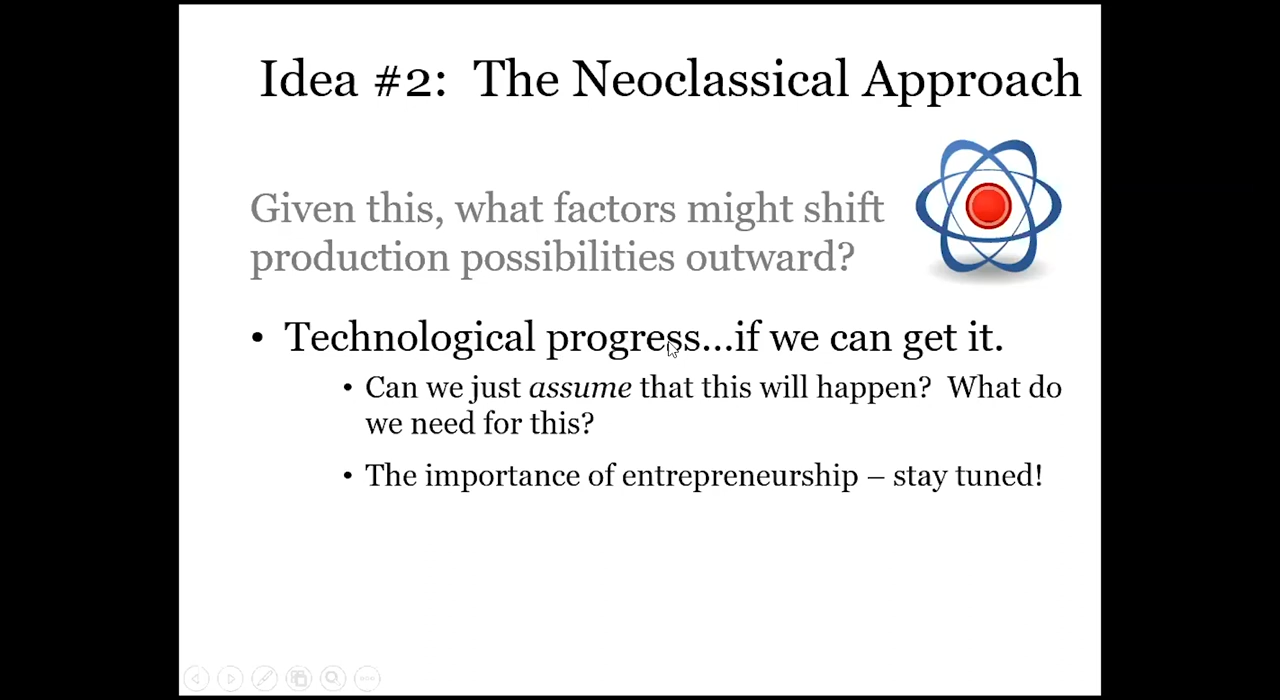 Idea #2:  The Neoclassical Approach
Given this, what factors might shift
production possibilities outward?
• Technological progress...if we can get it.
• Can we just assume that this will happen?  What do
we need for this?
• The importance of entrepreneurship – stay tuned!